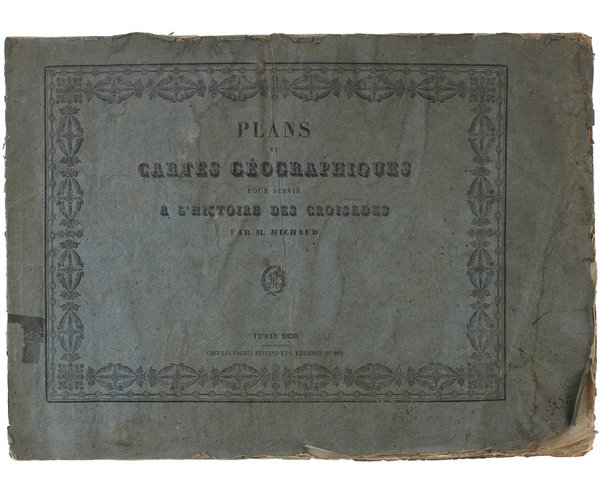 PLANS
ET
CARTES GÉOGRAPHIQUES
POUR SERVIR
A L'HISTOIRE DES CROISADES
PAR M. MICHAUD
TURIN 1830
CHEZ LES FRÈRES REYCEND ET C. LIBRAIRES DU ROI